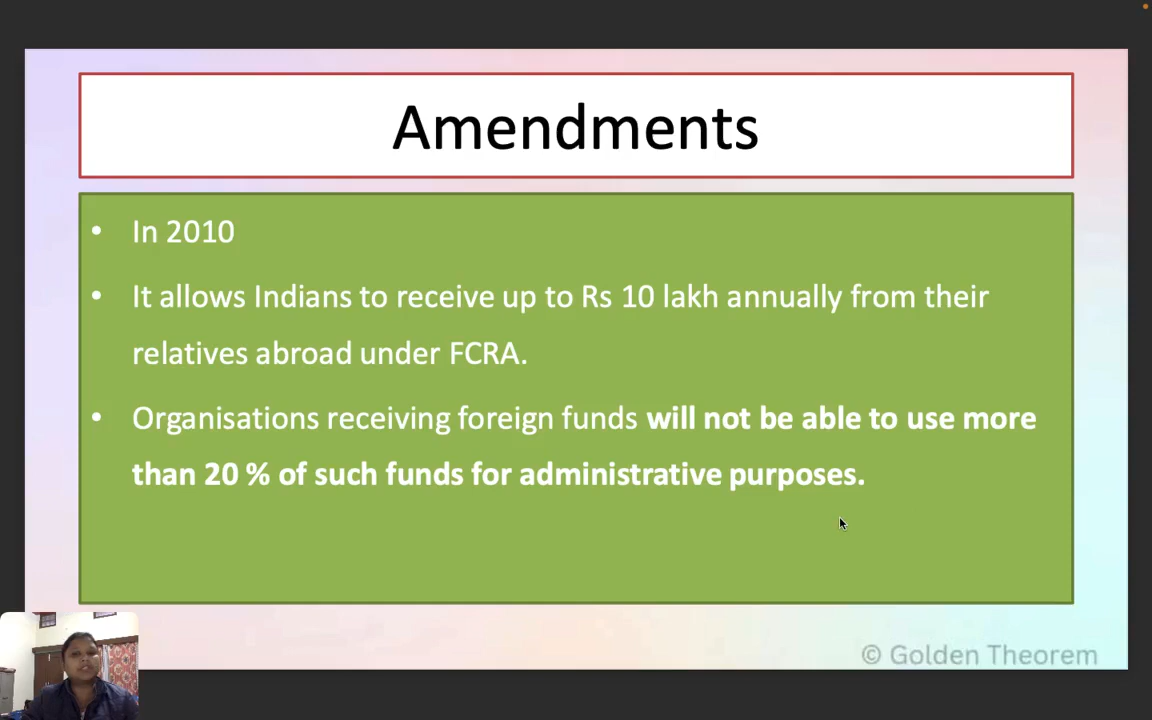 Amendments
• In 2010
• It allows Indians to receive up to Rs 10 lakh annually from their
relatives abroad under FCRA.
• Organisations receiving foreign funds will not be able to use more
than 20 % of such funds for administrative purposes.
© Golden Theorem